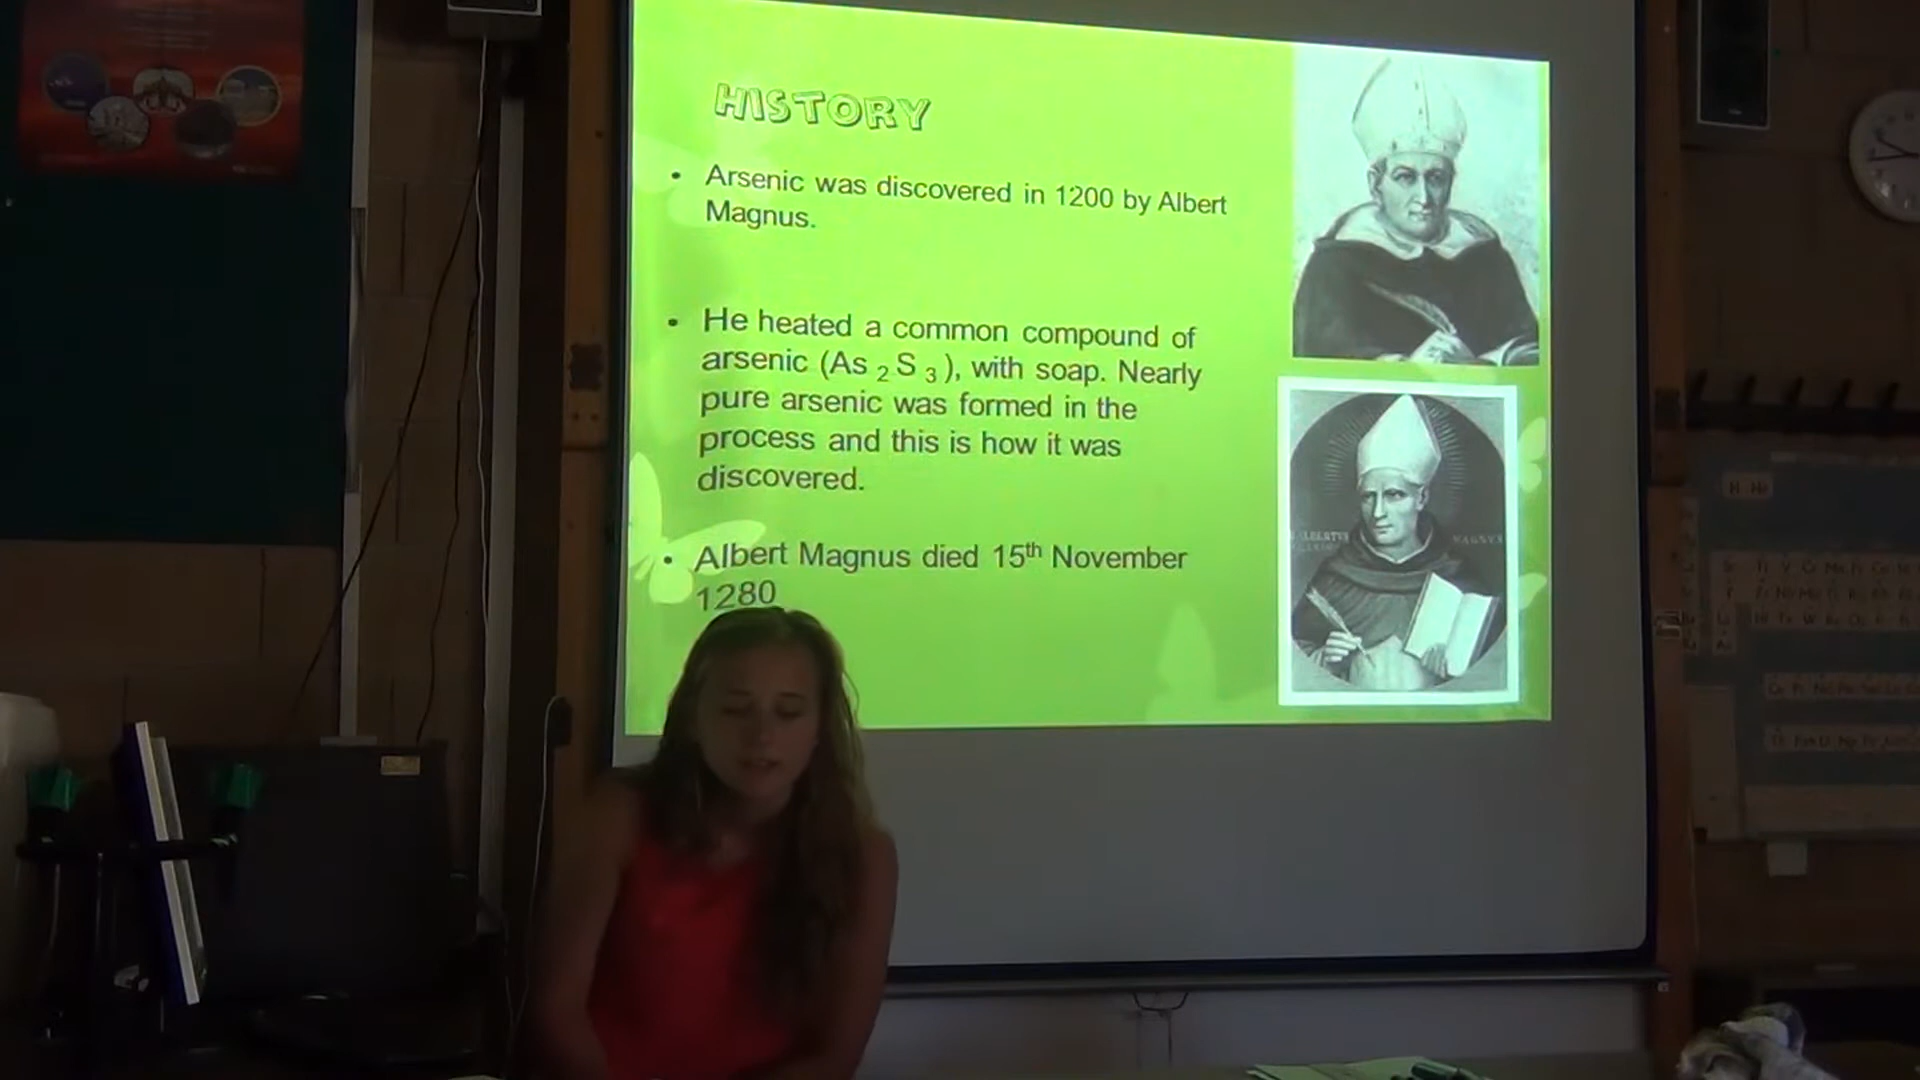 HISTORY
• Arsenic was discovered in 1200 by Albert
Magnus.
• He heated a common compound of
arsenic (As 2 S 3 ), with soap. Nearly
pure arsenic was formed in the
process and this is how it was
discovered.
• Albert Magnus died 15th November
1280
MAGNVS